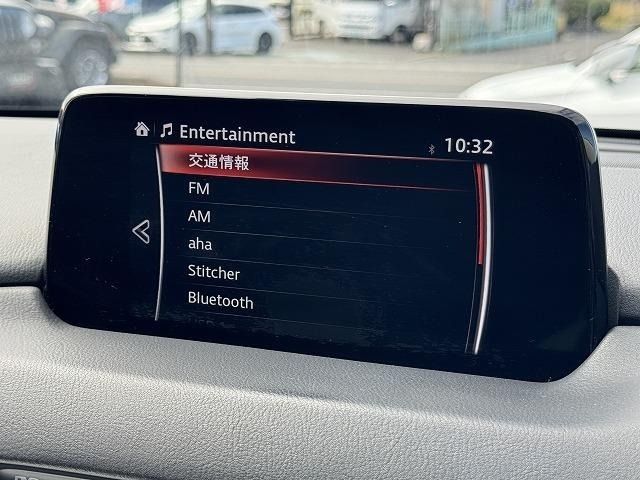 Entertainment
10:32
交通情報
FM
AM
aha
Stitcher
Bluetooth